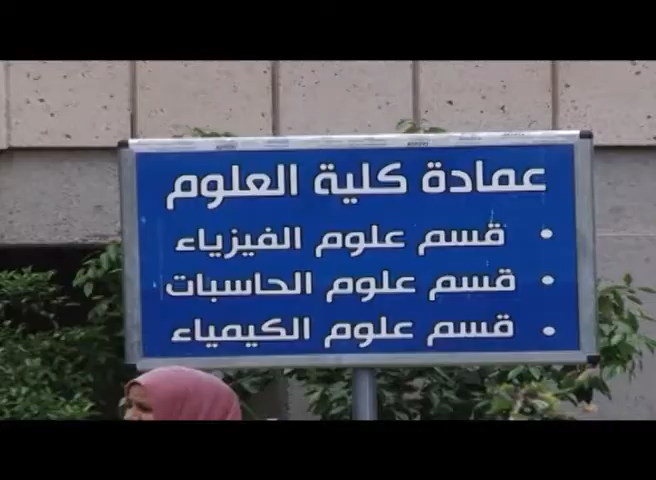 عمادة كلية العلوم
• قسم علوم الفيزياء
• قسم علوم الحاسبات
• قسم علوم الكيمياء